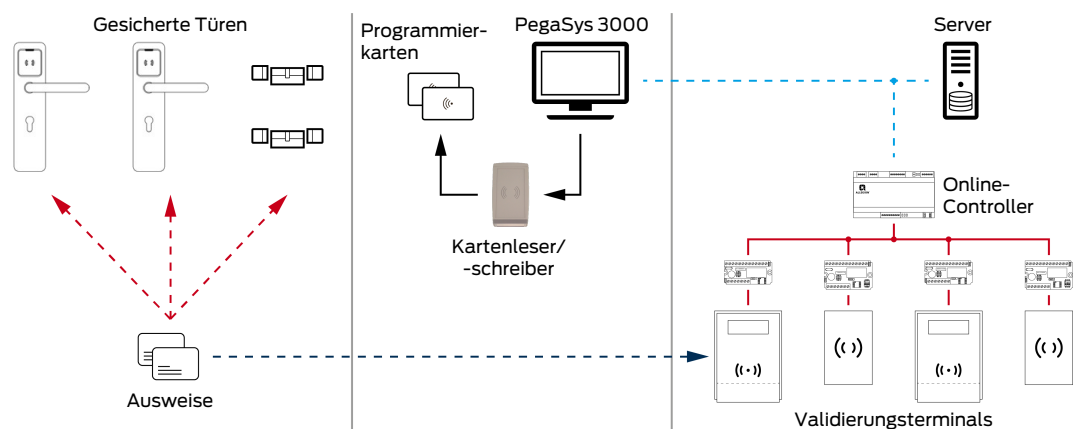 Gesicherte Türen
Programmier-
karten
PegaSys 3000
Server
Online-
Controller
Kartenleser/
-schreiber
Ausweise
Validierungsterminals